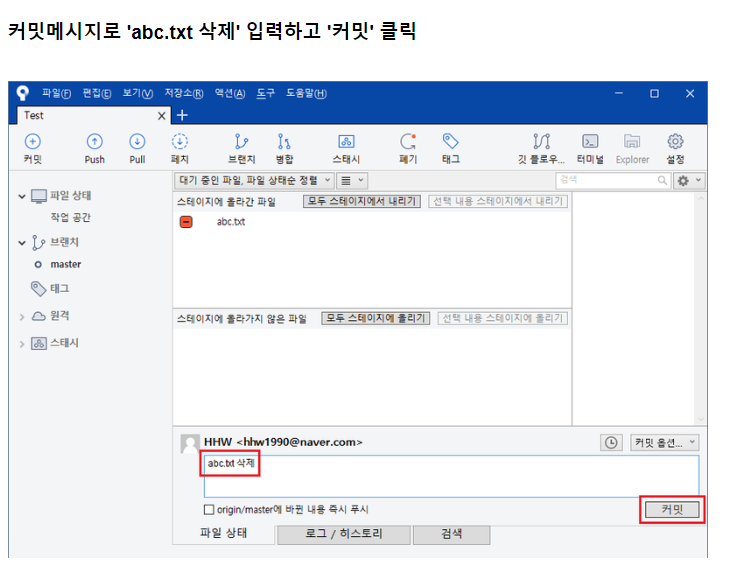 커밋메시지로 'abc.txt 삭제' 입력하고 '커밋' 클릭
파일(F) 편집(E) 보기(V) 저장소(R) 액션(A) 도구 도움말(H)
Test
커밋 Push Pull 페치 브랜치 병합 스태시 폐기 태그 깃 플로우... 터미널 Explorer 설정
대기 중인 파일, 파일 상태순 정렬 검색
파일 상태
작업 공간
브랜치
master
태그
원격
스태시
스테이지에 올라간 파일 모두 스테이지에서 내리기 선택 내용 스테이지에서 내리기
abc.txt
스테이지에 올라가지 않은 파일 모두 스테이지에 올리기 선택 내용 스테이지에 올리기
HHW <hhw1990@naver.com> 커밋 옵션...
abc.txt 삭제
origin/master에 바뀐 내용 즉시 푸시
커밋
파일 상태 로그 / 히스토리 검색